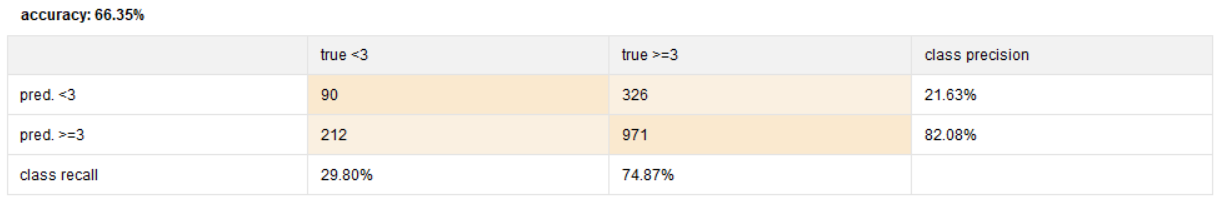 accuracy: 66.35%
true <3 true >=3 class precision
pred. <3 90 326 21.63%
pred. >=3 212 971 82.08%
class recall 29.80% 74.87%